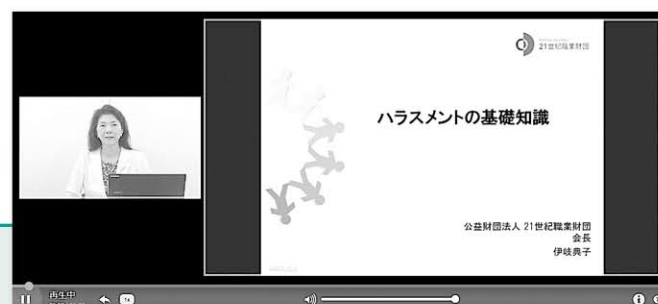 21世紀職業財団
ハラスメントの基礎知識
公益財団法人 21世紀職業財団
会長
伊岐典子
再生中
1x